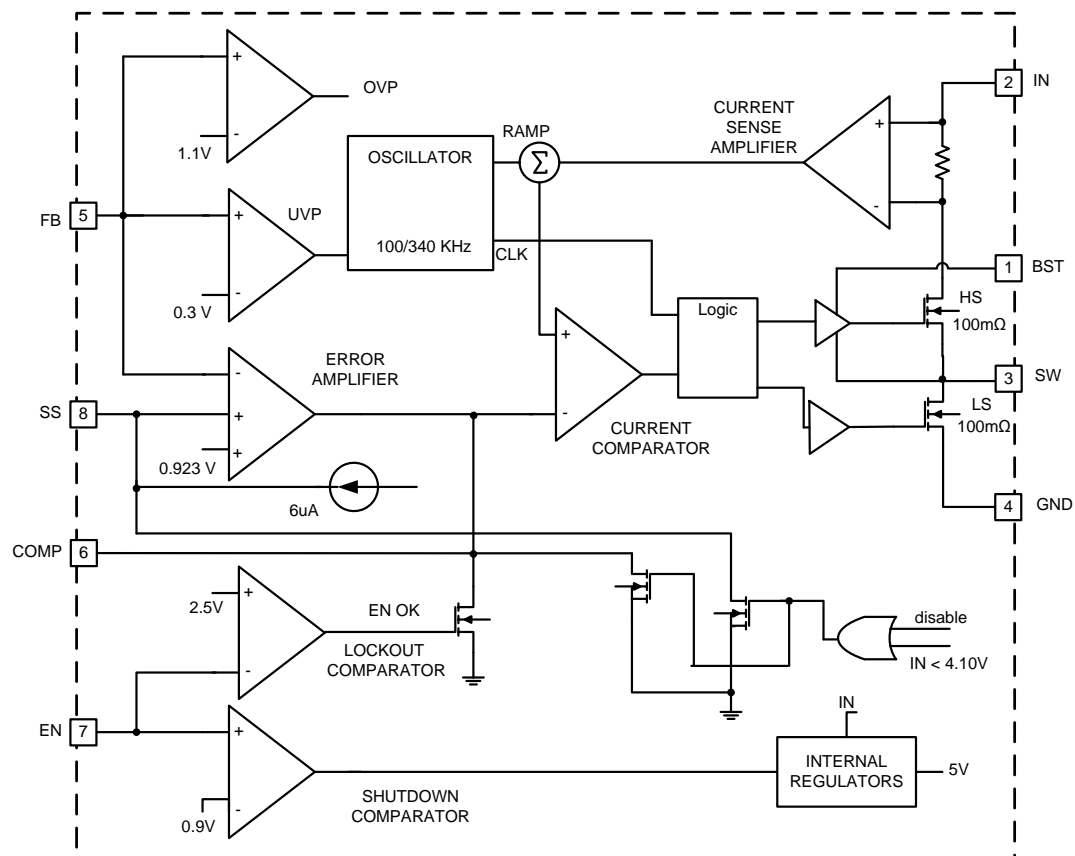 OVP
+
-
1.1V
FB
5
+
UVP
-
0.3 V
OSCILLATOR
100/340 KHz
RAMP
Σ
CLK
CURRENT
SENSE
AMPLIFIER
+
-
2
IN
1
BST
HS
100mΩ
3
SW
LS
100mΩ
4
GND
Logic
+
-
CURRENT
COMPARATOR
ERROR
AMPLIFIER
-
+
+
SS
8
0.923 V
6uA
COMP
6
+
2.5V
-
EN OK
LOCKOUT
COMPARATOR
disable
IN < 4.10V
EN
7
+
-
0.9V
SHUTDOWN
COMPARATOR
IN
INTERNAL
REGULATORS
5V